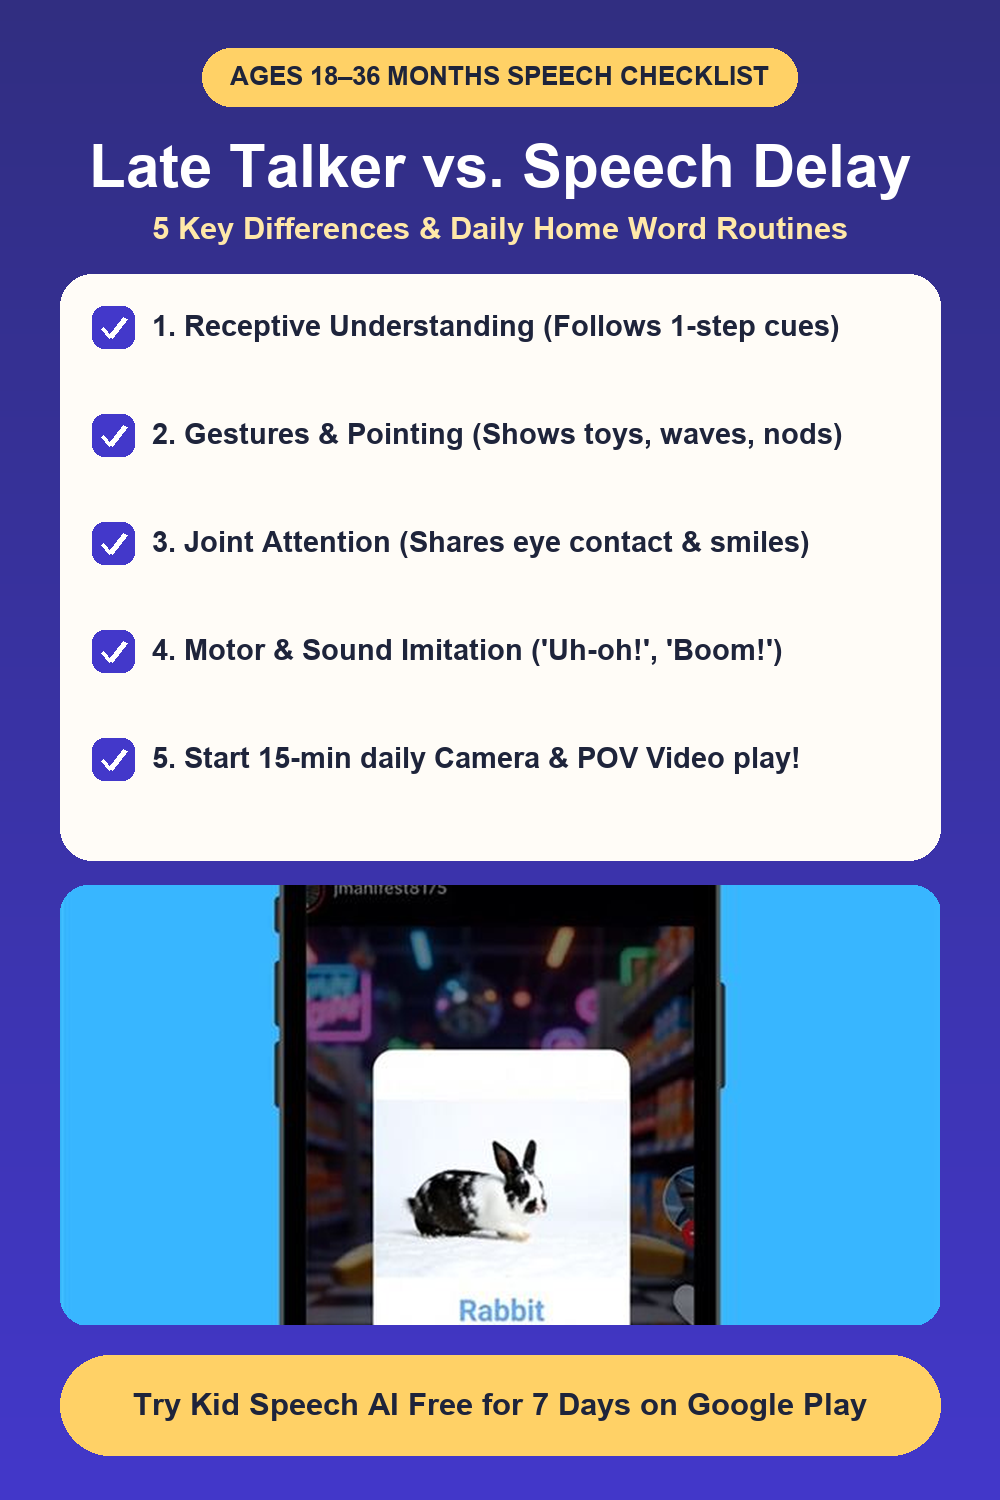 AGES 18–36 MONTHS SPEECH CHECKLIST
Late Talker vs. Speech Delay
5 Key Differences & Daily Home Word Routines
1. Receptive Understanding (Follows 1-step cues)
2. Gestures & Pointing (Shows toys, waves, nods)
3. Joint Attention (Shares eye contact & smiles)
4. Motor & Sound Imitation ('Uh-oh!', 'Boom!')
5. Start 15-min daily Camera & POV Video play!
jmanifest8175
Rabbit
Try Kid Speech AI Free for 7 Days on Google Play